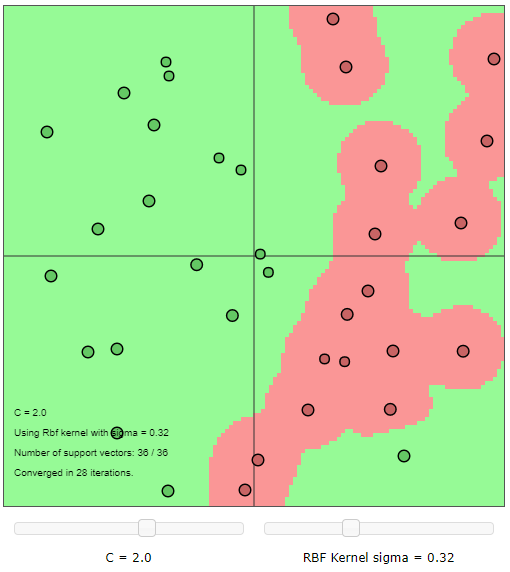 C = 2.0
Using Rbf kernel with sigma = 0.32
Number of support vectors: 36 / 36
Converged in 28 iterations.
C = 2.0
RBF Kernel sigma = 0.32